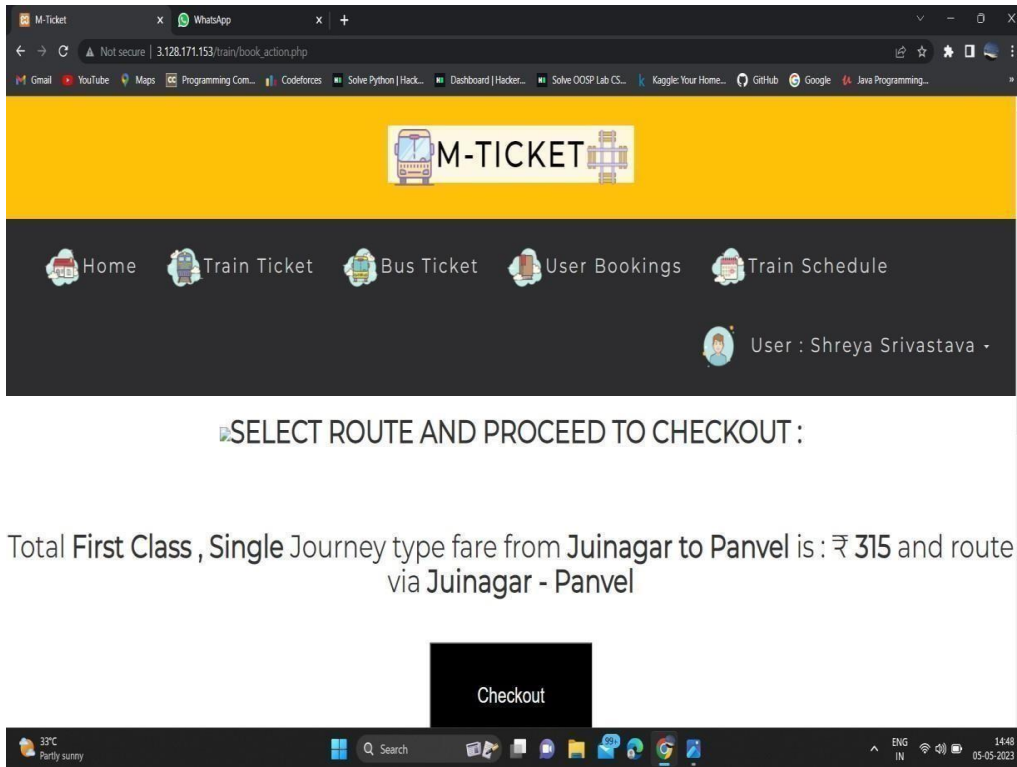 M-Ticket
WhatsApp
Not secure | 3.128.171.153/train/book_action.php
Gmail YouTube Maps Programming Com... Codeforces Solve Python | Hack... Dashboard | Hacker... Solve OOSP Lab CS... Kaggle: Your Home... GitHub Google Java Programming... »
M-TICKET
Home Train Ticket Bus Ticket User Bookings Train Schedule
User : Shreya Srivastava
SELECT ROUTE AND PROCEED TO CHECKOUT :
Total First Class , Single Journey type fare from Juinagar to Panvel is : ₹ 315 and route
via Juinagar - Panvel
Checkout
33°C
Partly sunny
Search
99+
ENG
IN
14:48
05-05-2023